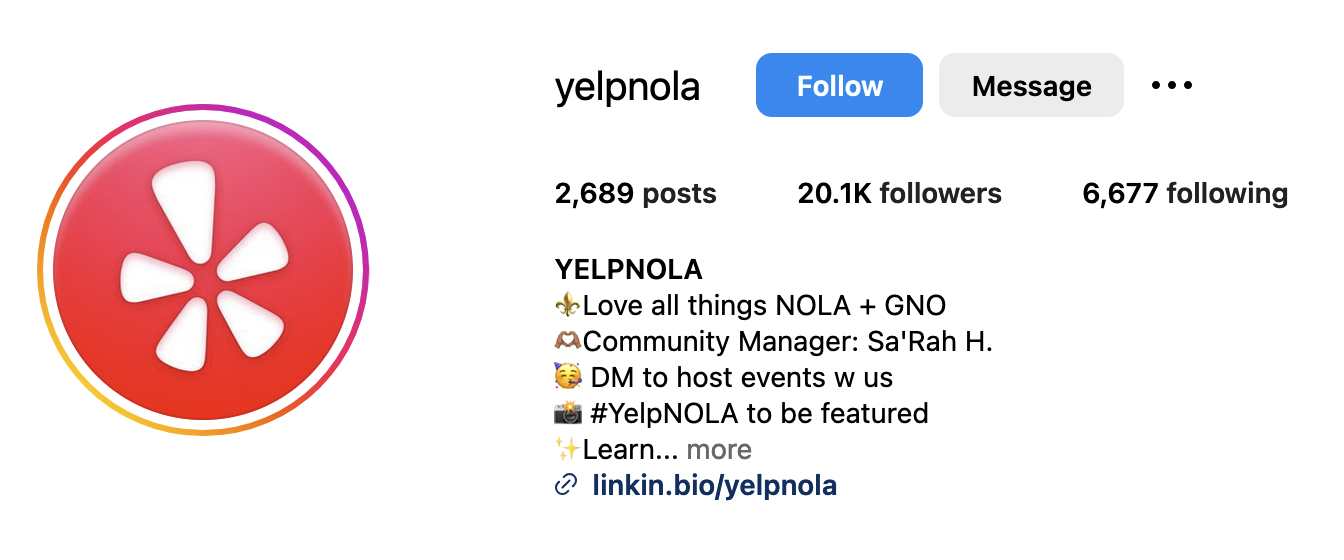 yelpnola Follow Message •••
2,689 posts 20.1K followers 6,677 following
YELPNOLA
⚜️Love all things NOLA + GNO
🫶🏾Community Manager: Sa'Rah H.
🥳 DM to host events w us
📸 #YelpNOLA to be featured
✨Learn... more
linkin.bio/yelpnola